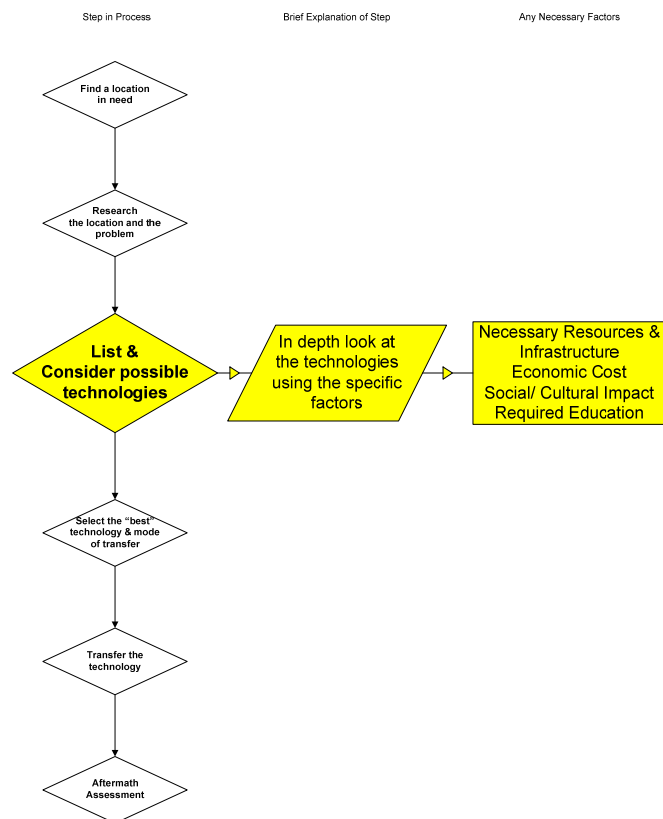 Step in Process
Brief Explanation of Step
Any Necessary Factors
Find a location
in need
Research
the location and the
problem
List &
Consider possible
technologies
In depth look at
the technologies
using the specific
factors
Necessary Resources &
Infrastructure
Economic Cost
Social/ Cultural Impact
Required Education
Select the “best”
technology & mode
of transfer
Transfer the
technology
Aftermath
Assessment